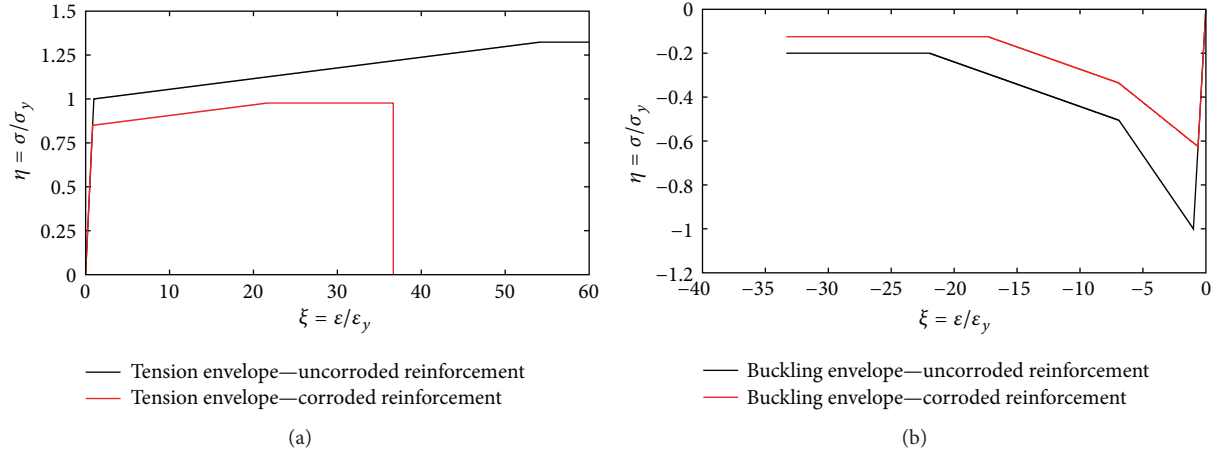 1.5
1.25
1
0.75
0.5
0.25
0
η = σ/σy
0 10 20 30 40 50 60
ξ = ε/εy
Tension envelope—uncorroded reinforcement
Tension envelope—corroded reinforcement
(a)
0
−0.2
−0.4
−0.6
−0.8
−1
−1.2
η = σ/σy
−40 −35 −30 −25 −20 −15 −10 −5 0
ξ = ε/εy
Buckling envelope—uncorroded reinforcement
Buckling envelope—corroded reinforcement
(b)